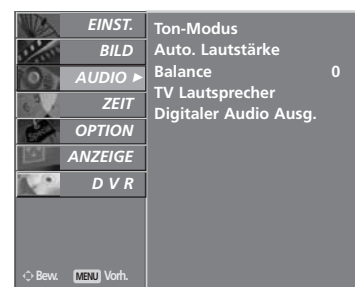 EINST.
BILD
AUDIO ►
ZEIT
OPTION
ANZEIGE
D V R
Bew. MENU Vorh.
Ton-Modus
Auto. Lautstärke
Balance 0
TV Lautsprecher
Digitaler Audio Ausg.